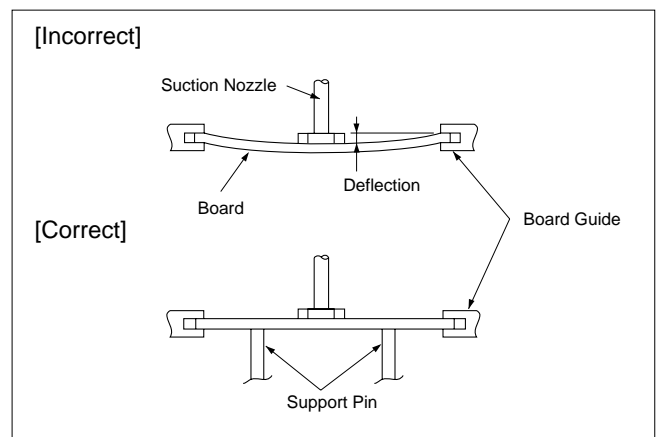 [Incorrect]
Suction Nozzle
Deflection
Board
Board Guide
[Correct]
Support Pin